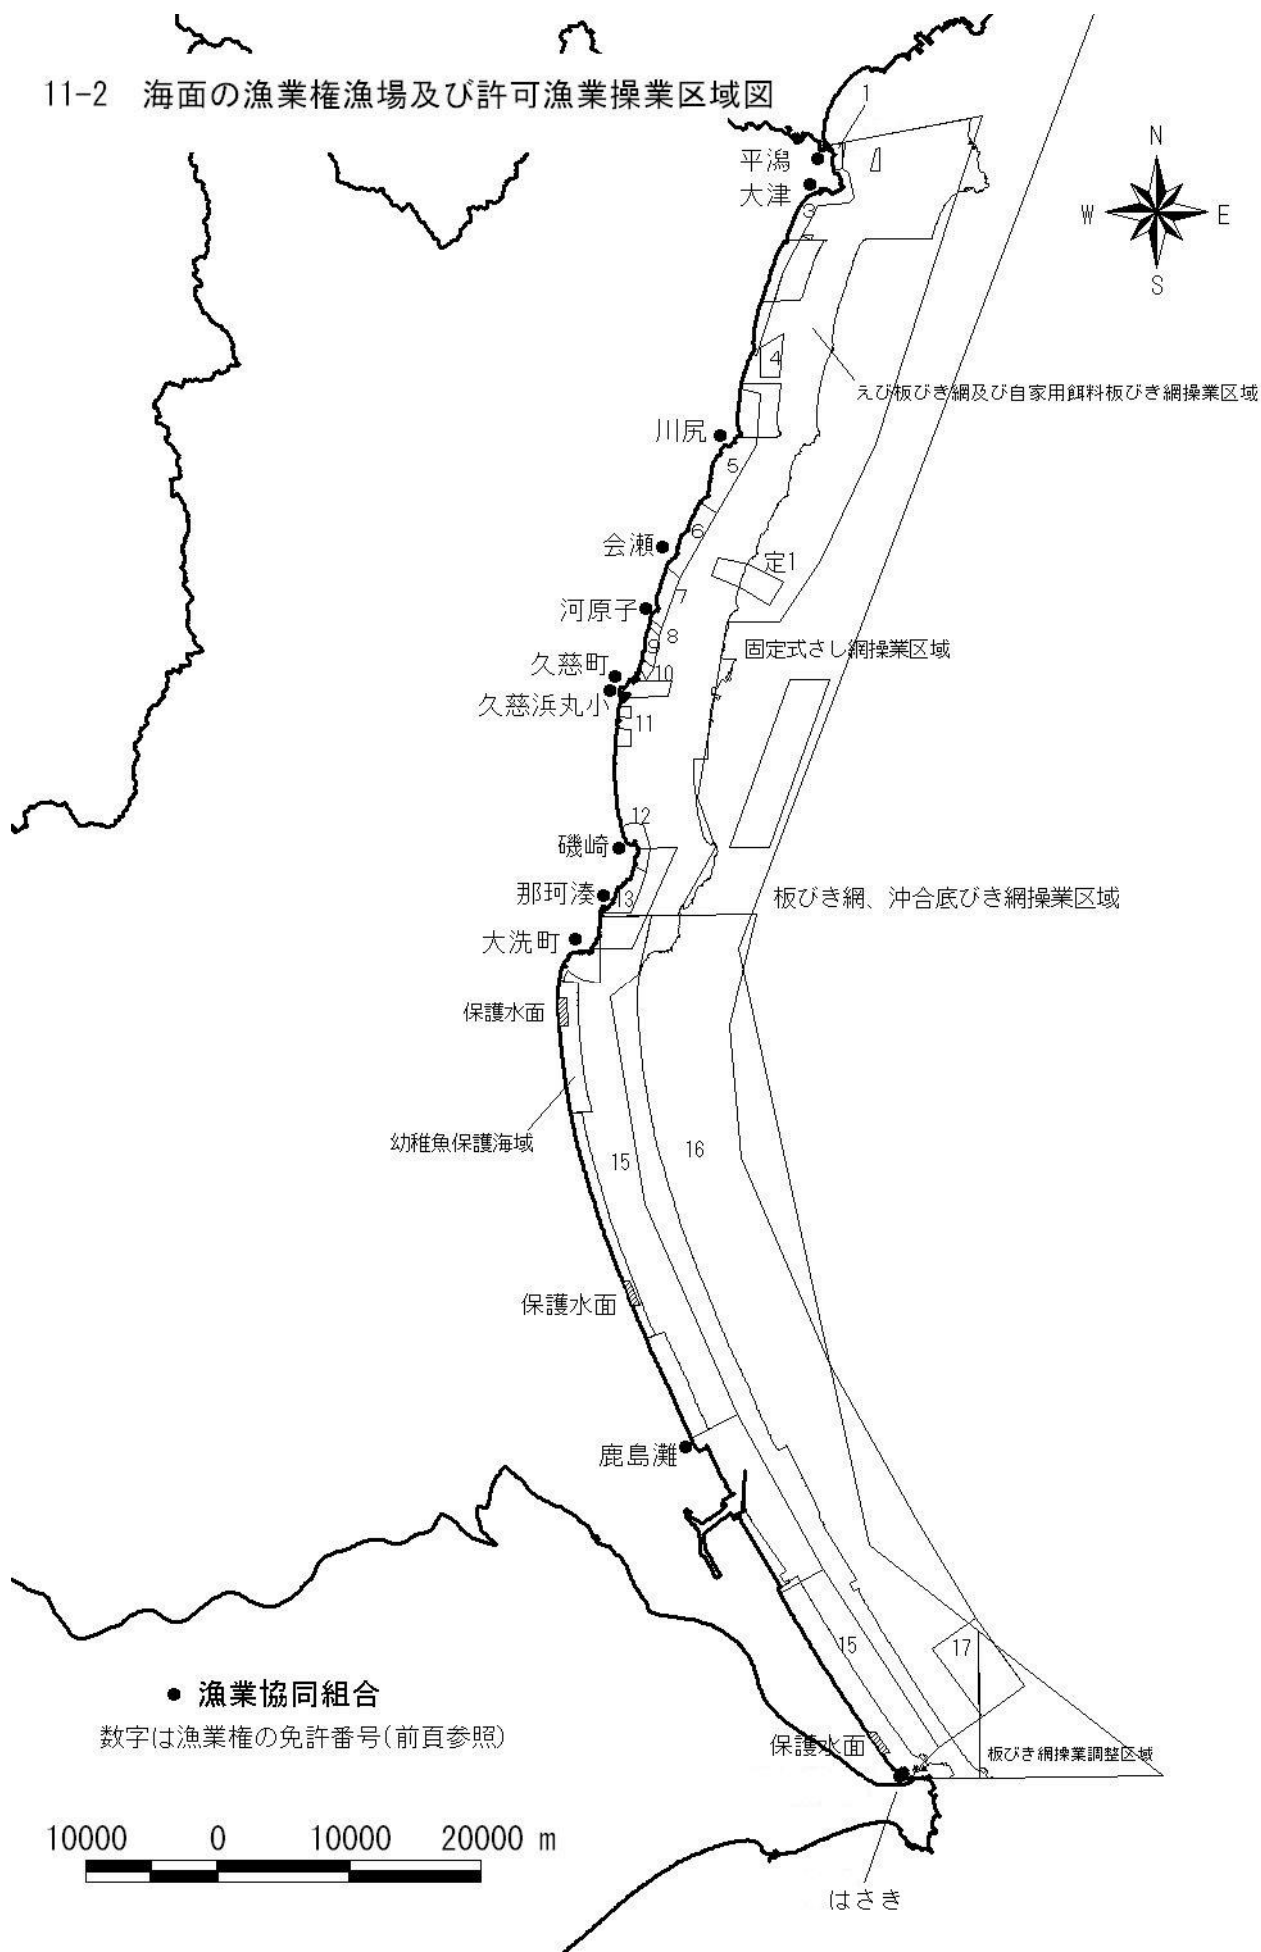 11-2 海面の漁業権漁場及び許可漁業操業区域図
1
平潟
大津
N
W
E
S
3
4
えび板びき網及び自家用餌料板びき網操業区域
川尻
5
6
会瀬
定1
河原子
7
8
固定式さし網操業区域
9
久慈町
10
久慈浜丸小
11
12
磯崎
那珂湊
13
板びき網、沖合底びき網操業区域
大洗町
保護水面
幼稚魚保護海域
15
16
保護水面
鹿島灘
15
17
● 漁業協同組合
数字は漁業権の免許番号(前頁参照)
保護水面
板びき網操業調整区域
10000 0 10000 20000 m
はさき